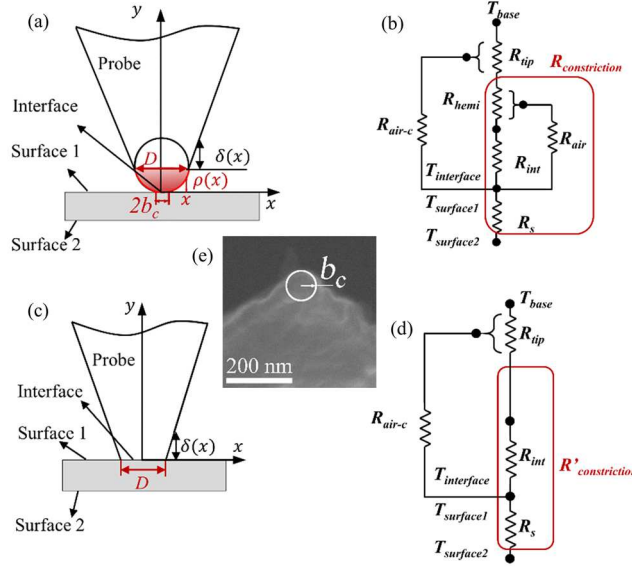 (a)
y
Probe
Interface
Surface 1
D
δ(x)
ρ(x)
2b_c
x
x
Surface 2
(b)
T_base
R_tip
R_constriction
R_hemi
R_air-c
R_air
R_int
T_interface
T_surface1
R_s
T_surface2
(e)
b_c
200 nm
(c)
y
Probe
Interface
Surface 1
δ(x)
x
D
Surface 2
(d)
T_base
R_tip
R_air-c
R_int
R'_constriction
T_interface
T_surface1
R_s
T_surface2